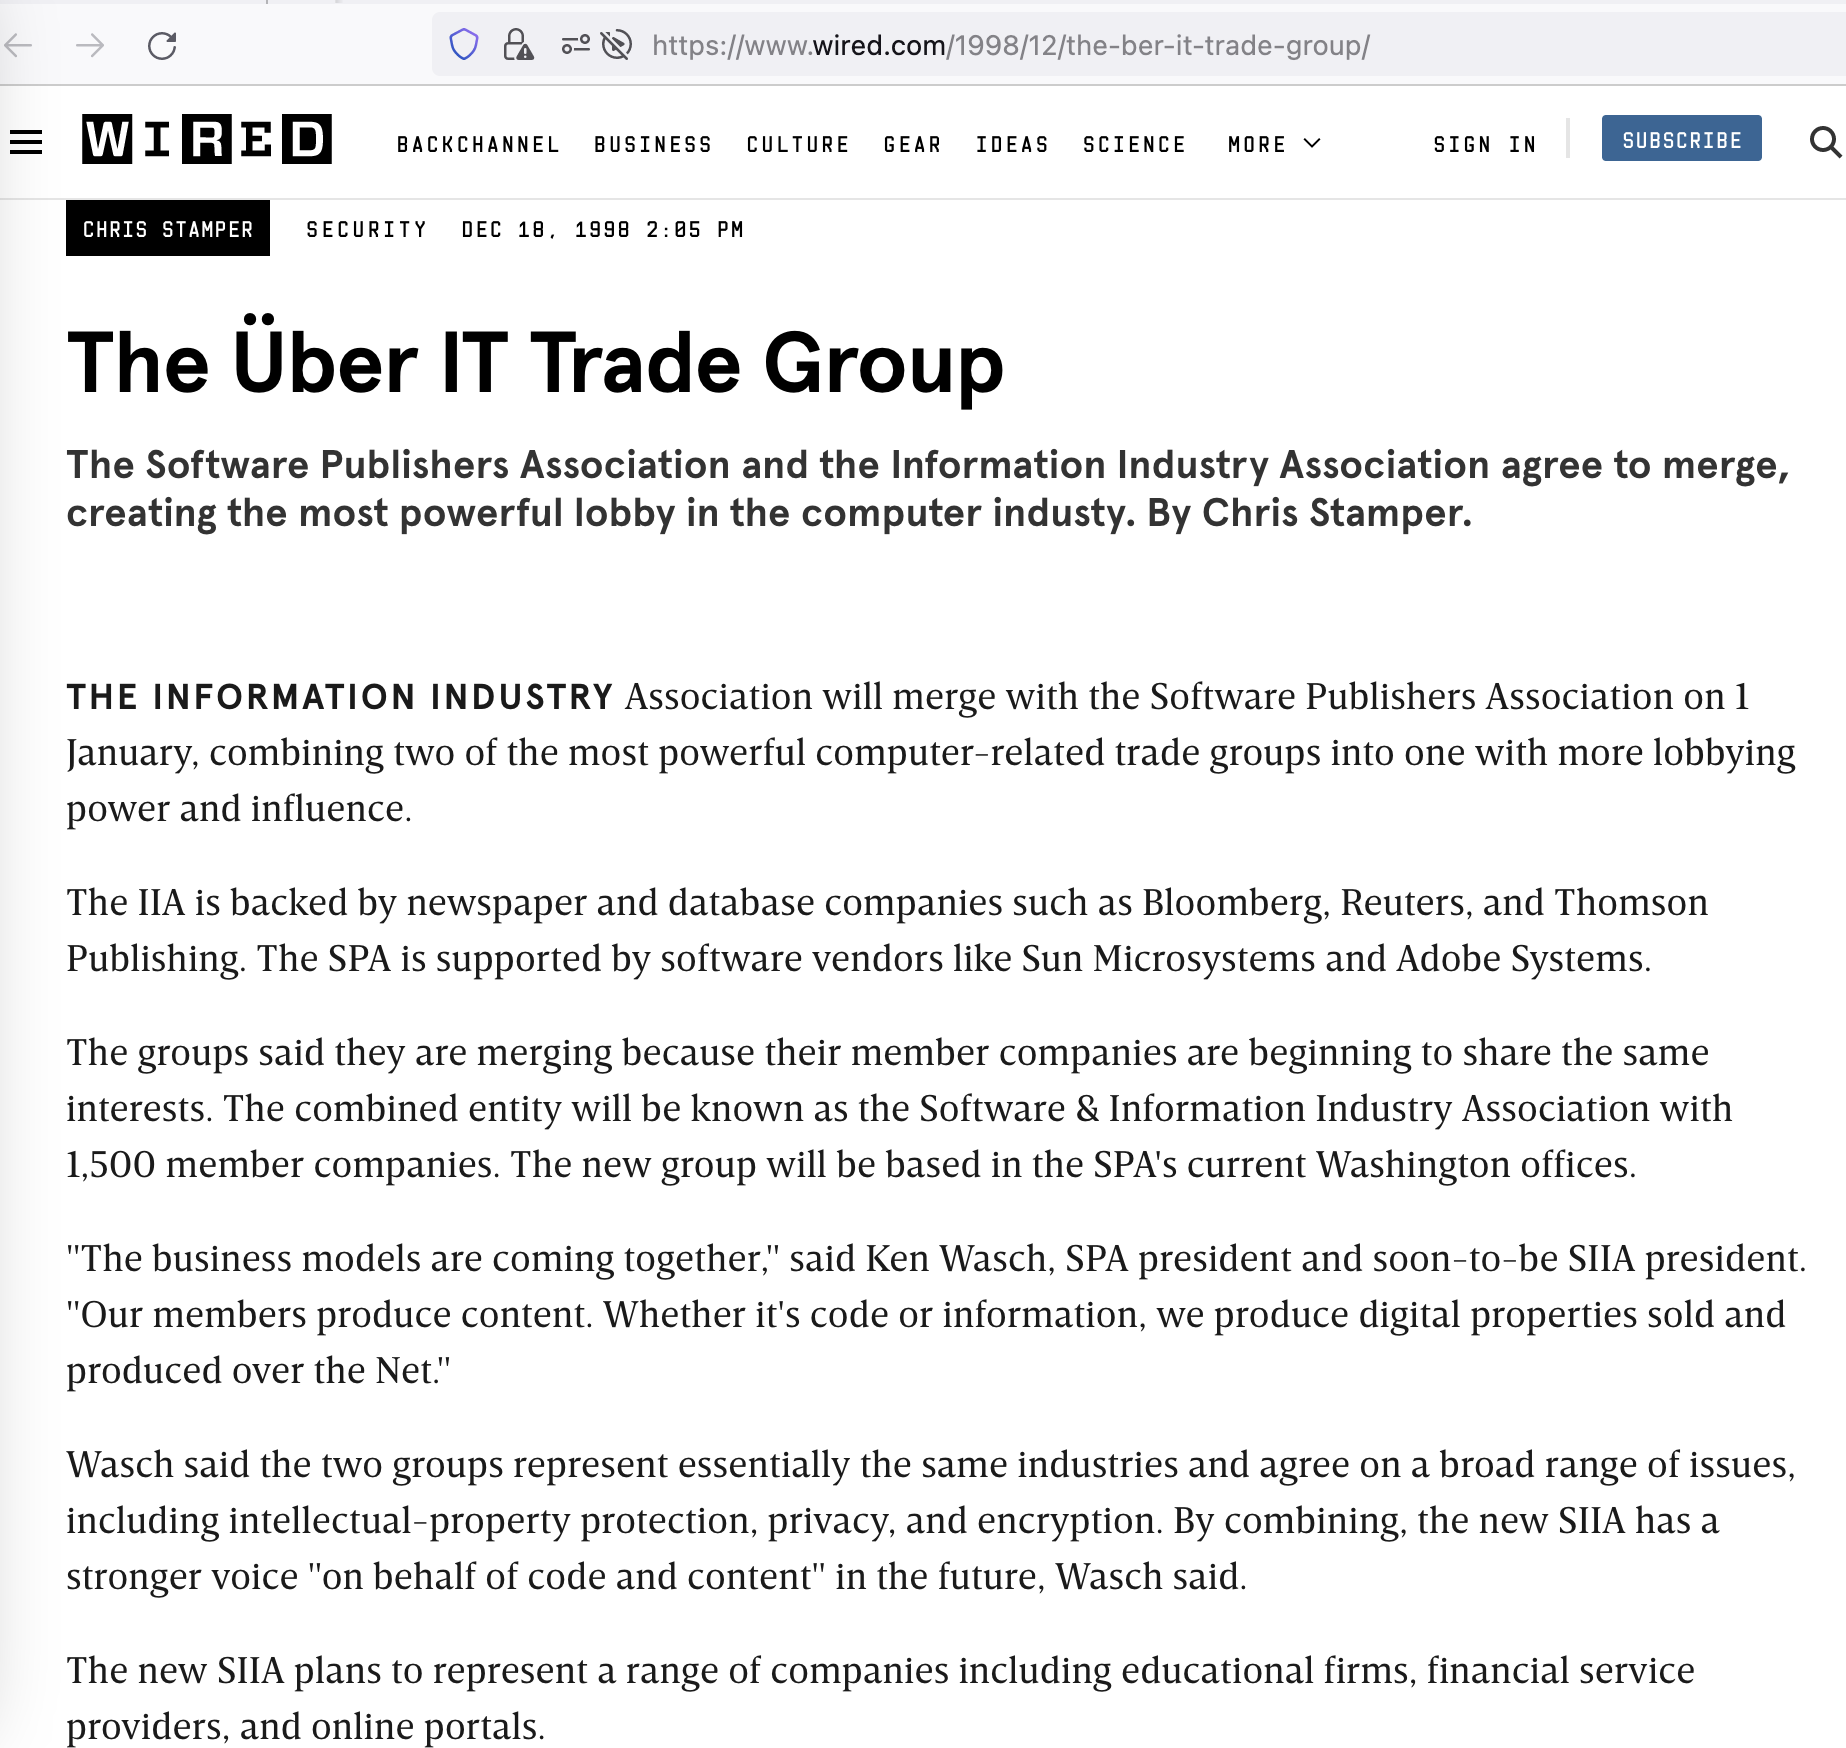 https://www.wired.com/1998/12/the-ber-it-trade-group/
WIRED BACKCHANNEL BUSINESS CULTURE GEAR IDEAS SCIENCE MORE SIGN IN SUBSCRIBE
CHRIS STAMPER SECURITY DEC 18, 1998 2:05 PM
The Über IT Trade Group
The Software Publishers Association and the Information Industry Association agree to merge,
creating the most powerful lobby in the computer industy. By Chris Stamper.
THE INFORMATION INDUSTRY Association will merge with the Software Publishers Association on 1
January, combining two of the most powerful computer-related trade groups into one with more lobbying
power and influence.
The IIA is backed by newspaper and database companies such as Bloomberg, Reuters, and Thomson
Publishing. The SPA is supported by software vendors like Sun Microsystems and Adobe Systems.
The groups said they are merging because their member companies are beginning to share the same
interests. The combined entity will be known as the Software & Information Industry Association with
1,500 member companies. The new group will be based in the SPA's current Washington offices.
"The business models are coming together," said Ken Wasch, SPA president and soon-to-be SIIA president.
"Our members produce content. Whether it's code or information, we produce digital properties sold and
produced over the Net."
Wasch said the two groups represent essentially the same industries and agree on a broad range of issues,
including intellectual-property protection, privacy, and encryption. By combining, the new SIIA has a
stronger voice "on behalf of code and content" in the future, Wasch said.
The new SIIA plans to represent a range of companies including educational firms, financial service
providers, and online portals.